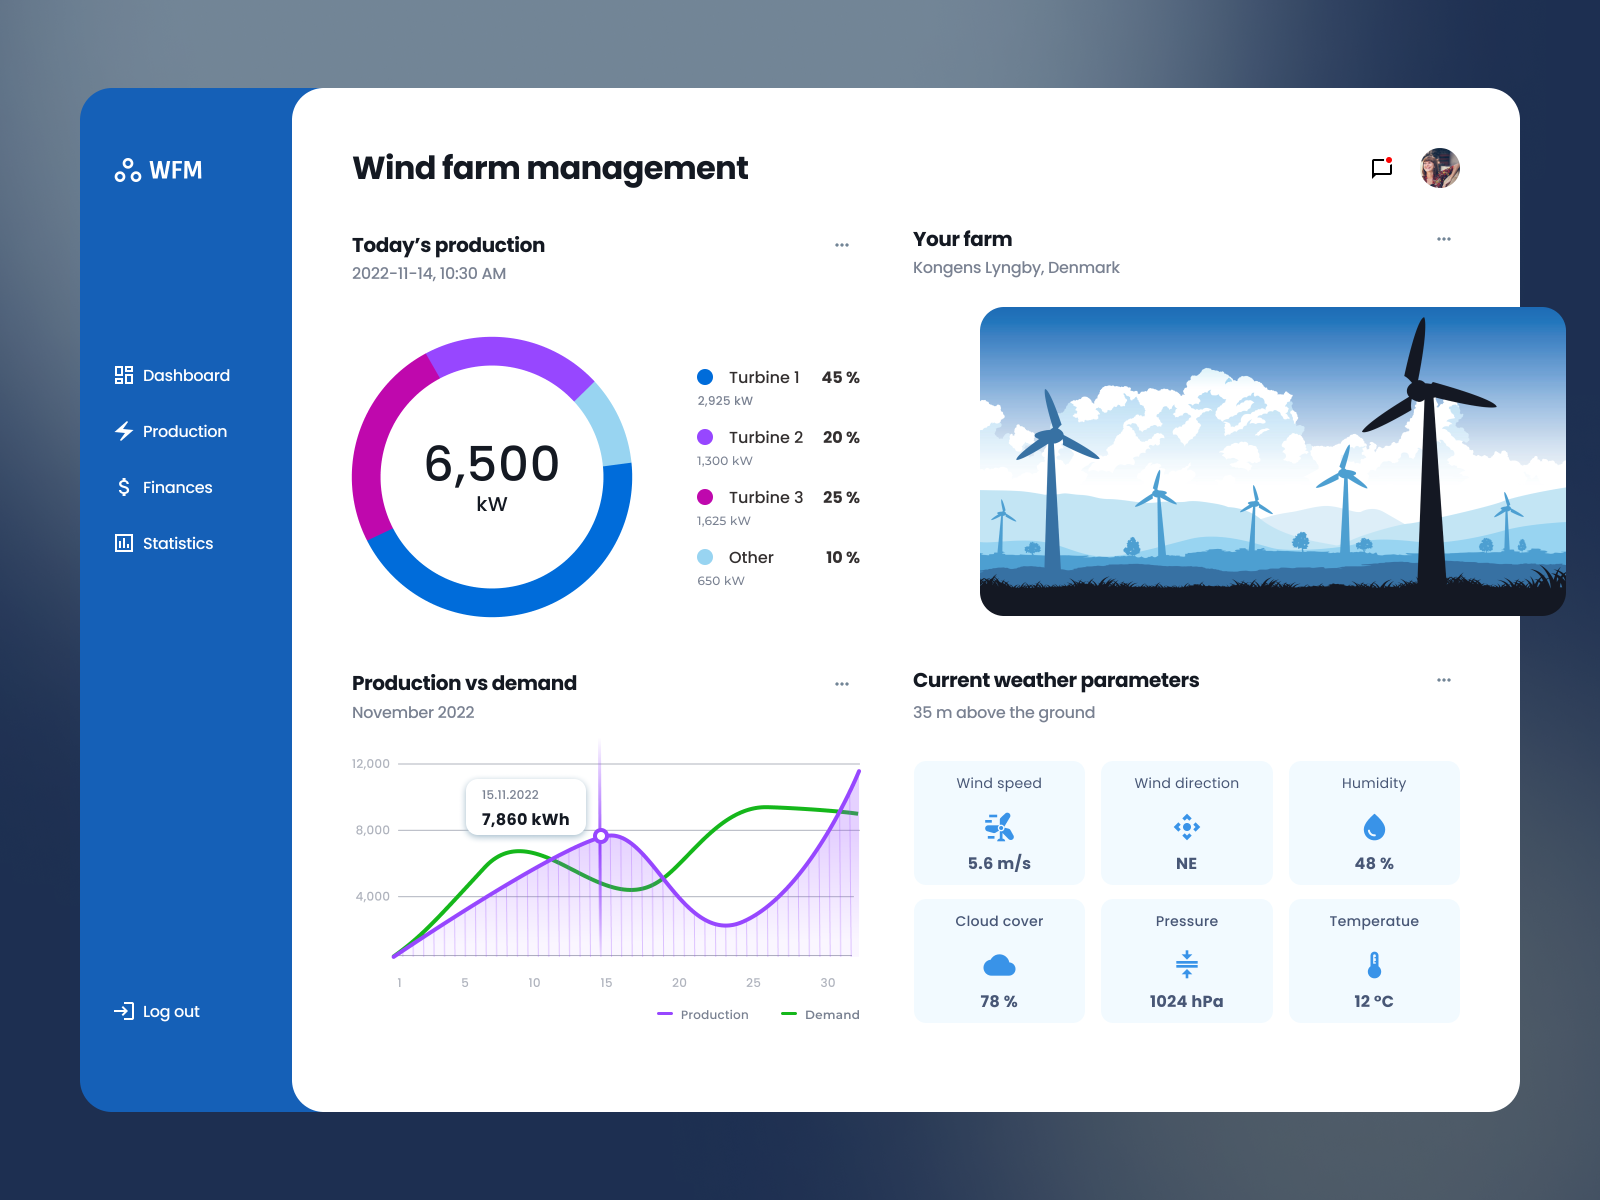 WFM
Dashboard
Production
Finances
Statistics
Log out
Wind farm management
Today’s production
2022-11-14, 10:30 AM
6,500
kW
Turbine 1 45 %
2,925 kW
Turbine 2 20 %
1,300 kW
Turbine 3 25 %
1,625 kW
Other 10 %
650 kW
Your farm
Kongens Lyngby, Denmark
Production vs demand
November 2022
12,000
8,000
4,000
15.11.2022
7,860 kWh
1 5 10 15 20 25 30
Production Demand
Current weather parameters
35 m above the ground
Wind speed
5.6 m/s
Wind direction
NE
Humidity
48 %
Cloud cover
78 %
Pressure
1024 hPa
Temperatue
12 °C